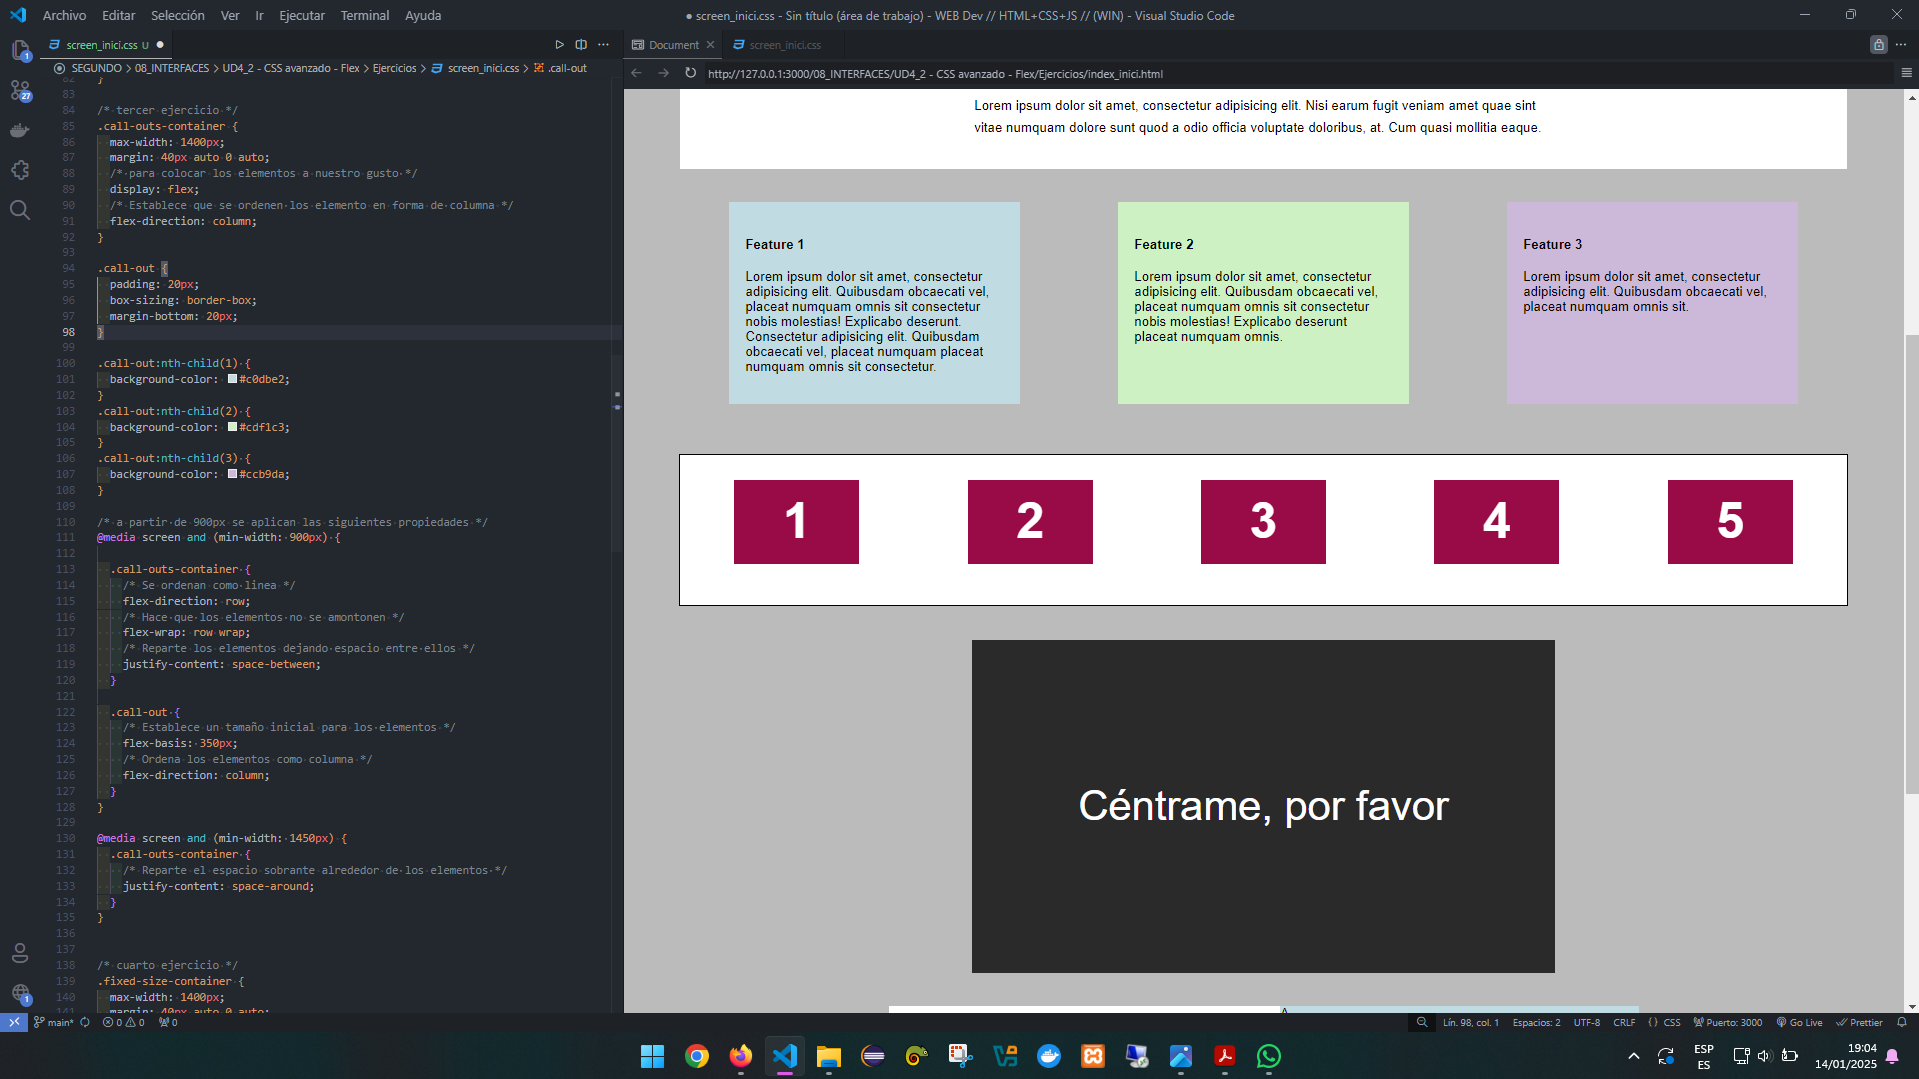 Archivo Editar Selección Ver Ir Ejecutar Terminal Ayuda
● screen_inici.css - Sin título (área de trabajo) - WEB Dev // HTML+CSS+JS // (WIN) - Visual Studio Code
screen_inici.css U
Document
screen_inici.css
SEGUNDO > 08_INTERFACES > UD4_2 - CSS avanzado - Flex > Ejercicios > screen_inici.css > .call-out
http://127.0.0.1:3000/08_INTERFACES/UD4_2 - CSS avanzado - Flex/Ejercicios/index_inici.html
1
27
1
82 }
83
84 /* tercer ejercicio */
85 .call-outs-container {
86 max-width: 1400px;
87 margin: 40px auto 0 auto;
88 /* para colocar los elementos a nuestro gusto */
89 display: flex;
90 /* Establece que se ordenen los elemento en forma de columna */
91 flex-direction: column;
92 }
93
94 .call-out {
95 padding: 20px;
96 box-sizing: border-box;
97 margin-bottom: 20px;
98 }
99
100 .call-out:nth-child(1) {
101 background-color: #c0dbe2;
102 }
103 .call-out:nth-child(2) {
104 background-color: #cdf1c3;
105 }
106 .call-out:nth-child(3) {
107 background-color: #ccb9da;
108 }
109
110 /* a partir de 900px se aplican las siguientes propiedades */
111 @media screen and (min-width: 900px) {
112
113 .call-outs-container {
114 /* Se ordenan como linea */
115 flex-direction: row;
116 /* Hace que los elementos no se amontonen */
117 flex-wrap: row wrap;
118 /* Reparte los elementos dejando espacio entre ellos */
119 justify-content: space-between;
120 }
121
122 .call-out {
123 /* Establece un tamaño inicial para los elementos */
124 flex-basis: 350px;
125 /* Ordena los elementos como columna */
126 flex-direction: column;
127 }
128 }
129
130 @media screen and (min-width: 1450px) {
131 .call-outs-container {
132 /* Reparte el espacio sobrante alrededor de los elementos */
133 justify-content: space-around;
134 }
135 }
136
137
138 /* cuarto ejercicio */
139 .fixed-size-container {
140 max-width: 1400px;
141 margin: 40px auto 0 auto;
Lorem ipsum dolor sit amet, consectetur adipisicing elit. Nisi earum fugit veniam amet quae sint
vitae numquam dolore sunt quod a odio officia voluptate doloribus, at. Cum quasi mollitia eaque.
Feature 1
Lorem ipsum dolor sit amet, consectetur
adipisicing elit. Quibusdam obcaecati vel,
placeat numquam omnis sit consectetur
nobis molestias! Explicabo deserunt.
Consectetur adipisicing elit. Quibusdam
obcaecati vel, placeat numquam placeat
numquam omnis sit consectetur.
Feature 2
Lorem ipsum dolor sit amet, consectetur
adipisicing elit. Quibusdam obcaecati vel,
placeat numquam omnis sit consectetur
nobis molestias! Explicabo deserunt
placeat numquam omnis.
Feature 3
Lorem ipsum dolor sit amet, consectetur
adipisicing elit. Quibusdam obcaecati vel,
placeat numquam omnis sit.
1 2 3 4 5
Céntrame, por favor
main* 0 0 0
Lín. 98, col. 1 Espacios: 2 UTF-8 CRLF {} CSS Puerto: 3000 Go Live Prettier
ESP
ES
19:04
14/01/2025